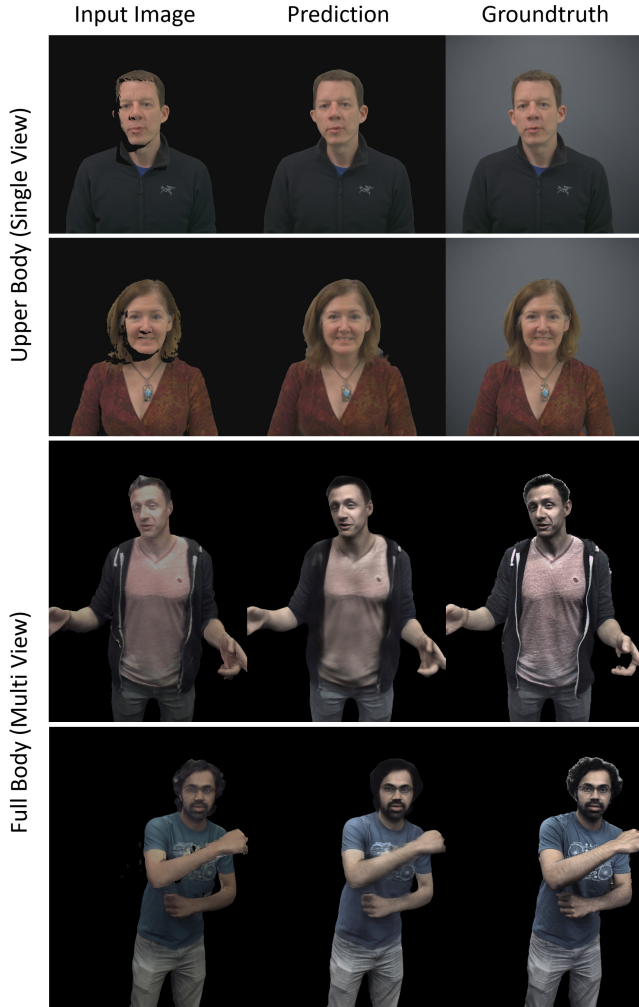 Input Image Prediction Groundtruth
Upper Body (Single View)
Full Body (Multi View)